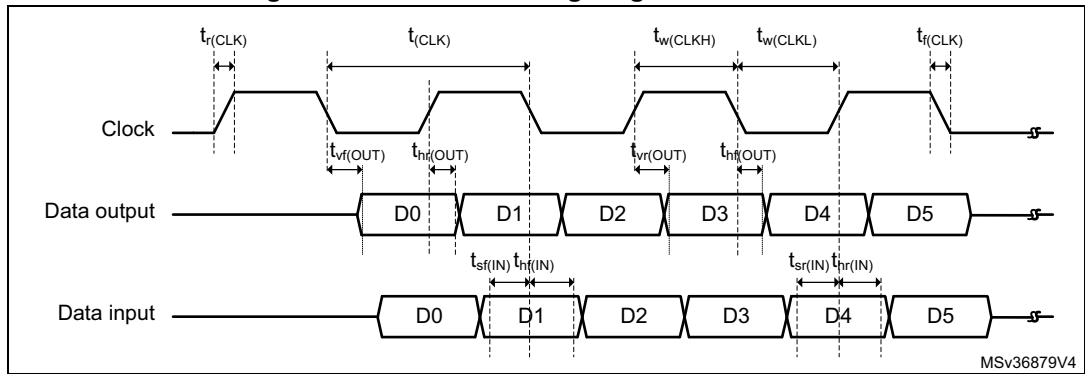 tr(CLK) t(CLK) tw(CLKH) tw(CLKL) tf(CLK)
Clock
tvf(OUT) thr(OUT) tvr(OUT) thf(OUT)
Data output D0 D1 D2 D3 D4 D5
tsf(IN) thf(IN) tsr(IN) thr(IN)
Data input D0 D1 D2 D3 D4 D5
MSv36879V4